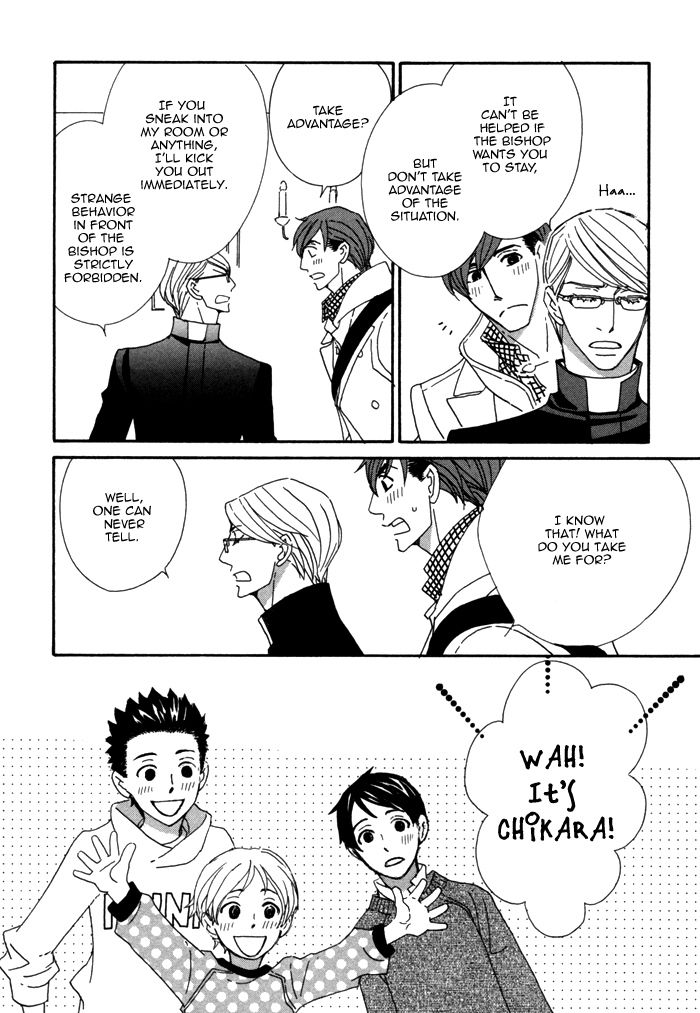 IT
CAN'T BE
HELPED IF
THE BISHOP
WANTS YOU
TO STAY,
BUT
DON'T TAKE
ADVANTAGE
OF THE
SITUATION.
Haa...
TAKE
ADVANTAGE?
IF YOU
SNEAK INTO
MY ROOM OR
ANYTHING,
I'LL KICK
YOU OUT
IMMEDIATELY.
STRANGE
BEHAVIOR
IN FRONT
OF THE
BISHOP IS
STRICTLY
FORBIDDEN.
I KNOW
THAT! WHAT
DO YOU TAKE
ME FOR?
WELL,
ONE CAN
NEVER
TELL.
WAH!
IT'S
CHIKARA!